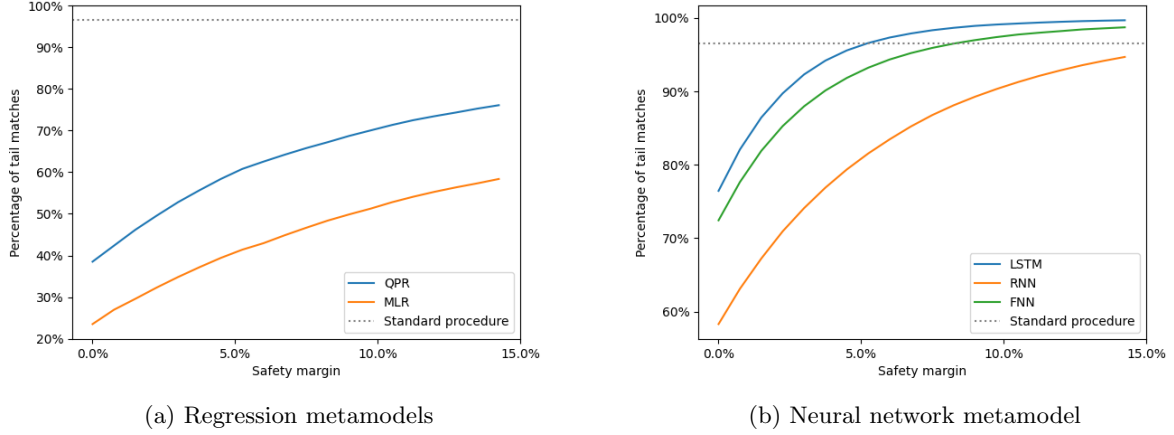 100%
90%
80%
70%
60%
50%
40%
30%
20%
Percentage of tail matches
QPR
MLR
Standard procedure
0.0%
5.0%
10.0%
15.0%
Safety margin
(a) Regression metamodels
100%
90%
80%
70%
60%
Percentage of tail matches
LSTM
RNN
FNN
Standard procedure
0.0%
5.0%
10.0%
15.0%
Safety margin
(b) Neural network metamodel